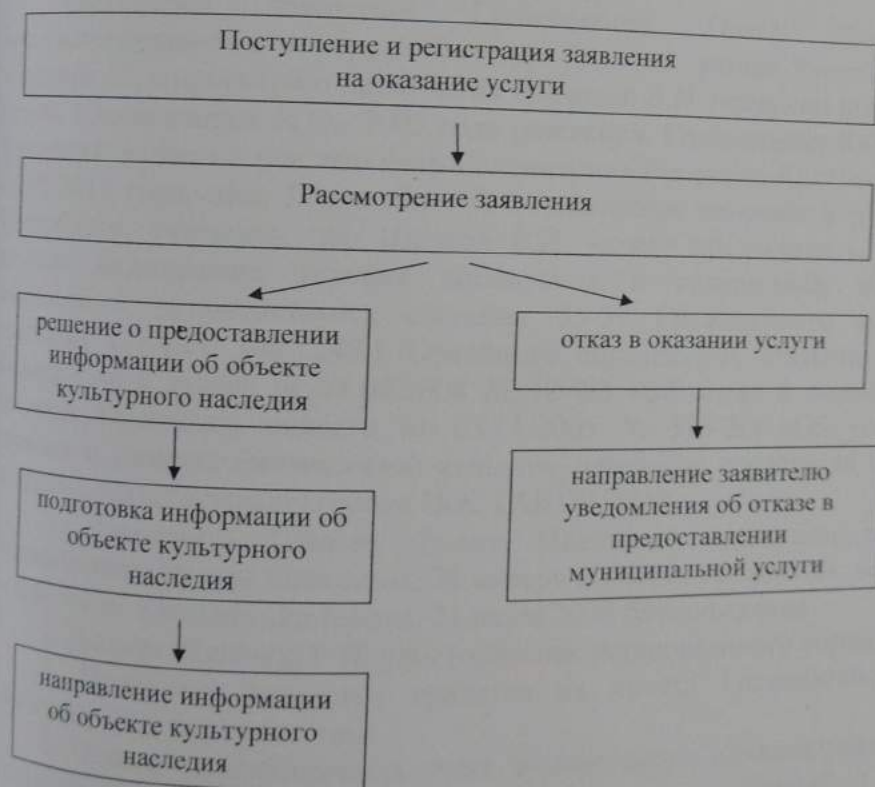 Поступление и регистрация заявления
на оказание услуги
Рассмотрение заявления
решение о предоставлении
информации об объекте
культурного наследия
отказ в оказании услуги
подготовка информации об
объекте культурного
наследия
направление заявителю
уведомления об отказе в
предоставлении
муниципальной услуги
направление информации
об объекте культурного
наследия